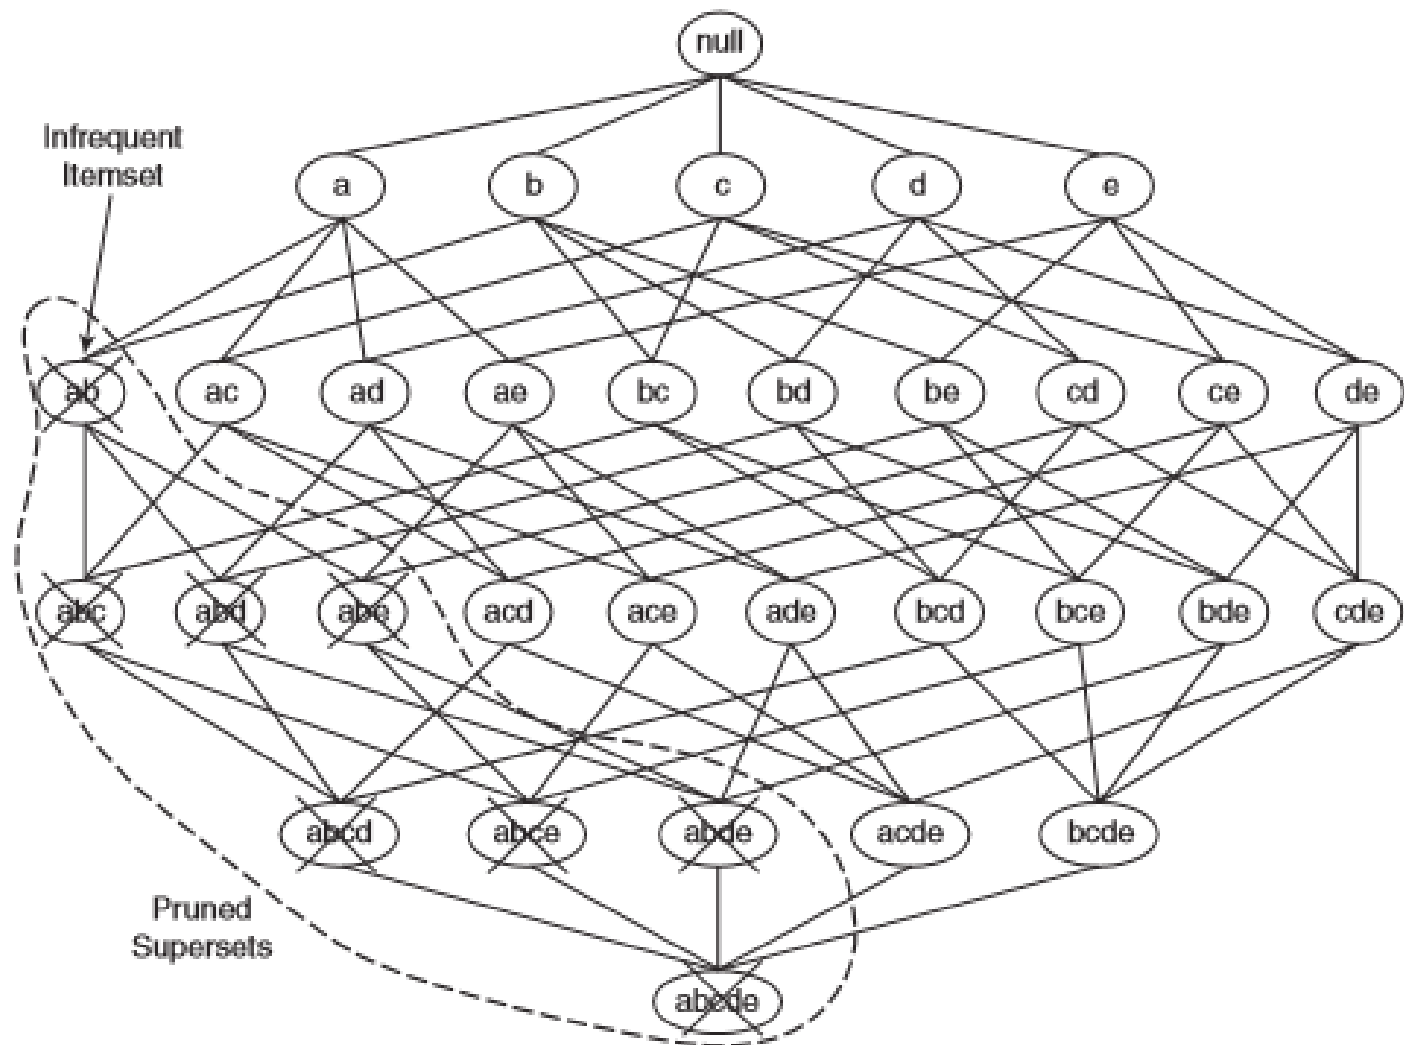 null
Infrequent
Itemset
a b c d e
ab ac ad ae bc bd be cd ce de
abc abd abe acd ace ade bcd bce bde cde
abcd abce abde acde bcde
Pruned
Supersets
abcde